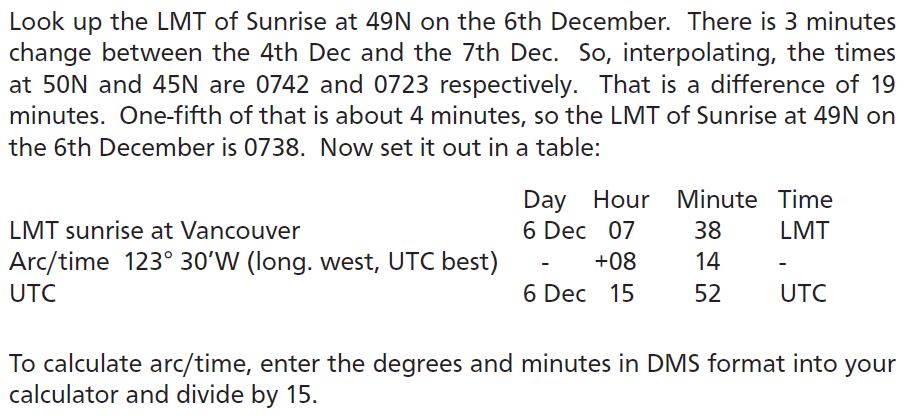 Look up the LMT of Sunrise at 49N on the 6th December.  There is 3 minutes
change between the 4th Dec and the 7th Dec.  So, interpolating, the times
at 50N and 45N are 0742 and 0723 respectively.  That is a difference of 19
minutes.  One-fifth of that is about 4 minutes, so the LMT of Sunrise at 49N on
the 6th December is 0738.  Now set it out in a table:
Day Hour Minute Time
LMT sunrise at Vancouver 6 Dec 07 38 LMT
Arc/time 123° 30’W (long. west, UTC best) - +08 14 -
UTC 6 Dec 15 52 UTC
To calculate arc/time, enter the degrees and minutes in DMS format into your
calculator and divide by 15.